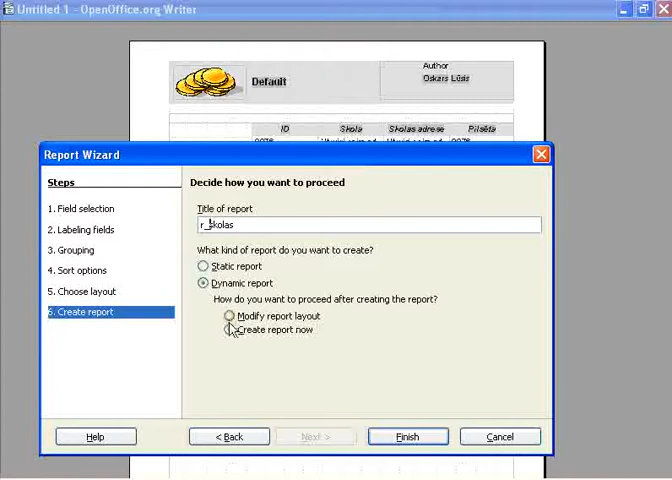 Untitled 1 - OpenOffice.org Writer
Default
Author
Oskars Lūsis
ID Skola Skolas adrese Pilsēta
Report Wizard
Steps
1. Field selection
2. Labeling fields
3. Grouping
4. Sort options
5. Choose layout
6. Create report
Decide how you want to proceed
Title of report
r_skolas
What kind of report do you want to create?
Static report
Dynamic report
How do you want to proceed after creating the report?
Modify report layout
Create report now
Help
< Back
Next >
Finish
Cancel